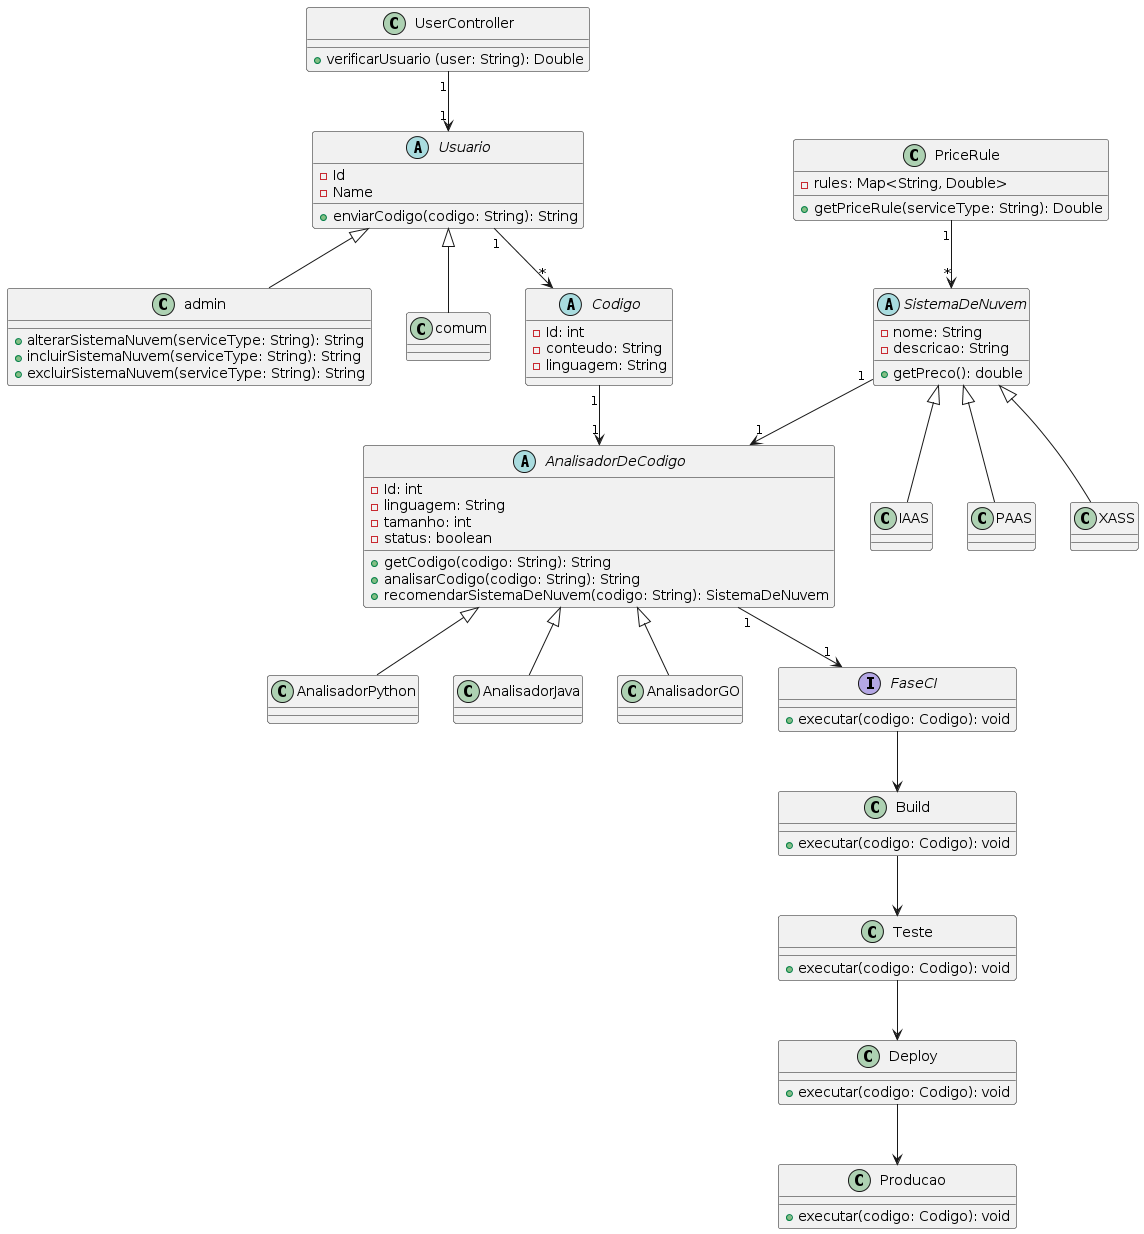 C UserController
verificarUsuario (user: String): Double
1
1
A Usuario
Id
Name
enviarCodigo(codigo: String): String
C PriceRule
rules: Map<String, Double>
getPriceRule(serviceType: String): Double
1
*
1
*
C admin
alterarSistemaNuvem(serviceType: String): String
incluirSistemaNuvem(serviceType: String): String
excluirSistemaNuvem(serviceType: String): String
C comum
A Codigo
Id: int
conteudo: String
linguagem: String
A SistemaDeNuvem
nome: String
descricao: String
getPreco(): double
1
1
1
1
A AnalisadorDeCodigo
Id: int
linguagem: String
tamanho: int
status: boolean
getCodigo(codigo: String): String
analisarCodigo(codigo: String): String
recomendarSistemaDeNuvem(codigo: String): SistemaDeNuvem
C IAAS
C PAAS
C XASS
1
1
C AnalisadorPython
C AnalisadorJava
C AnalisadorGO
I FaseCI
executar(codigo: Codigo): void
C Build
executar(codigo: Codigo): void
C Teste
executar(codigo: Codigo): void
C Deploy
executar(codigo: Codigo): void
C Producao
executar(codigo: Codigo): void